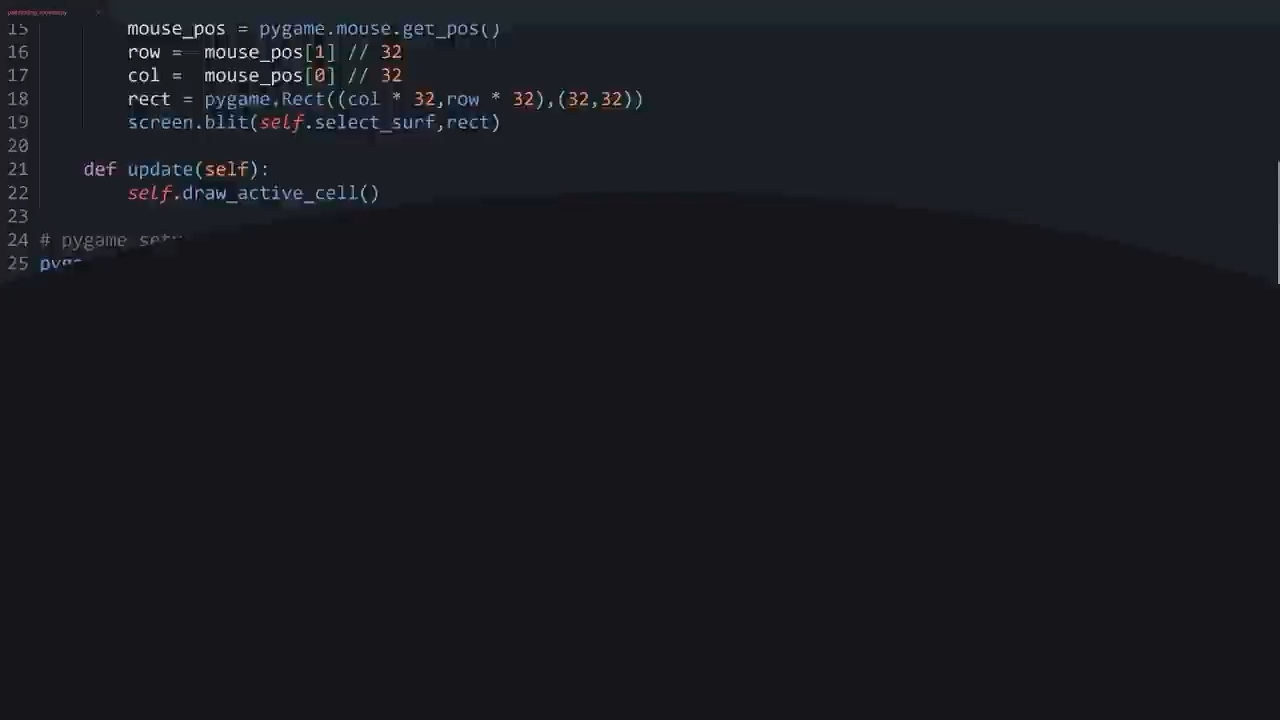 15 mouse_pos = pygame.mouse.get_pos()
16 row = mouse_pos[1] // 32
17 col = mouse_pos[0] // 32
18 rect = pygame.Rect((col * 32,row * 32),(32,32))
19 screen.blit(self.select_surf,rect)
20
21 def update(self):
22 self.draw_active_cell()
23
24 # pygame
25